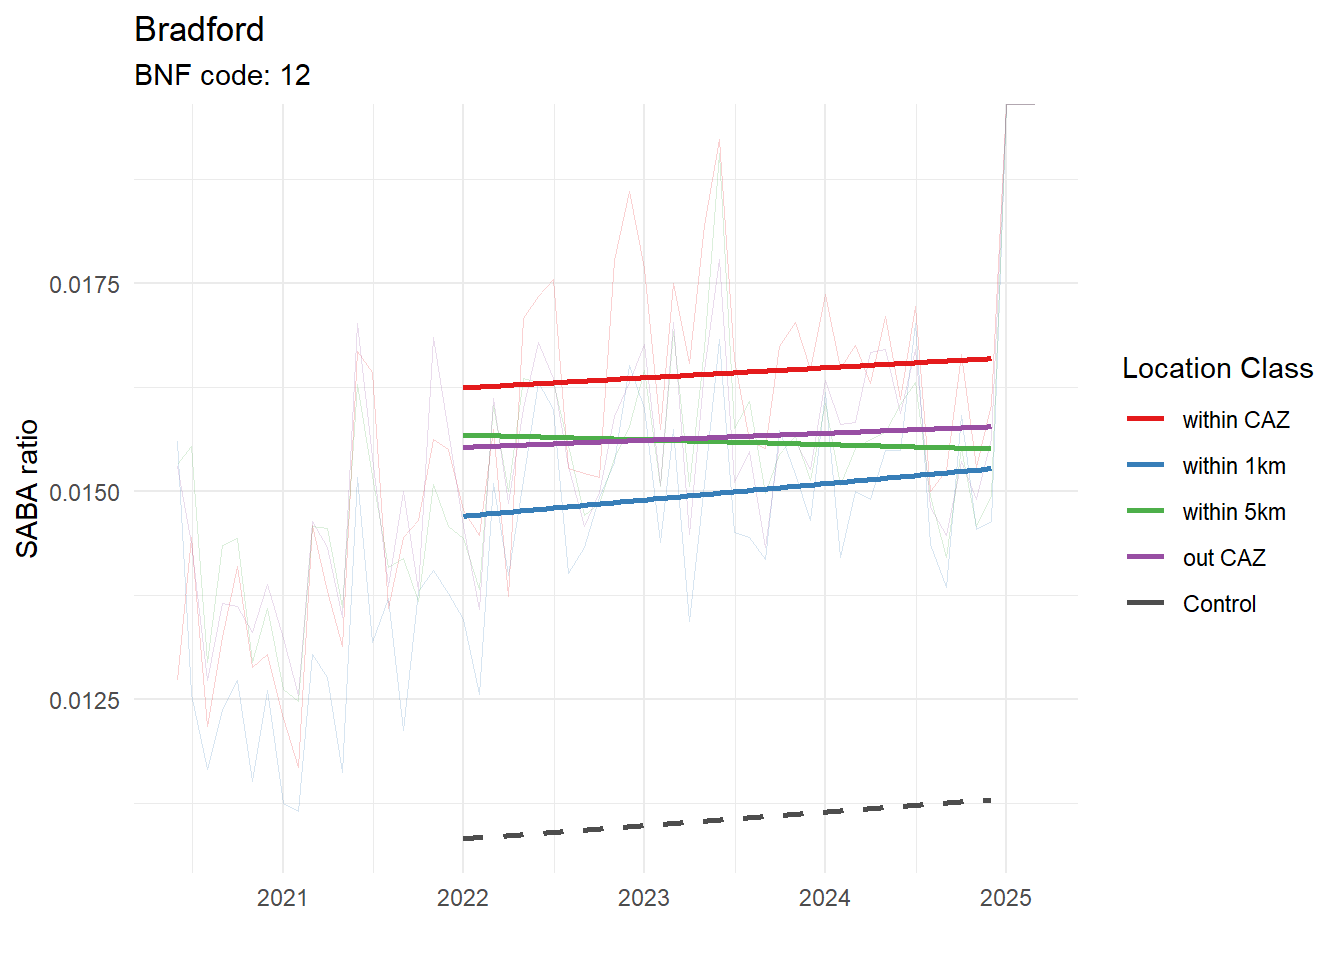 Bradford
BNF code: 12
0.0175
0.0150
0.0125
SABA ratio
2021
2022
2023
2024
2025
Location Class
within CAZ
within 1km
within 5km
out CAZ
Control